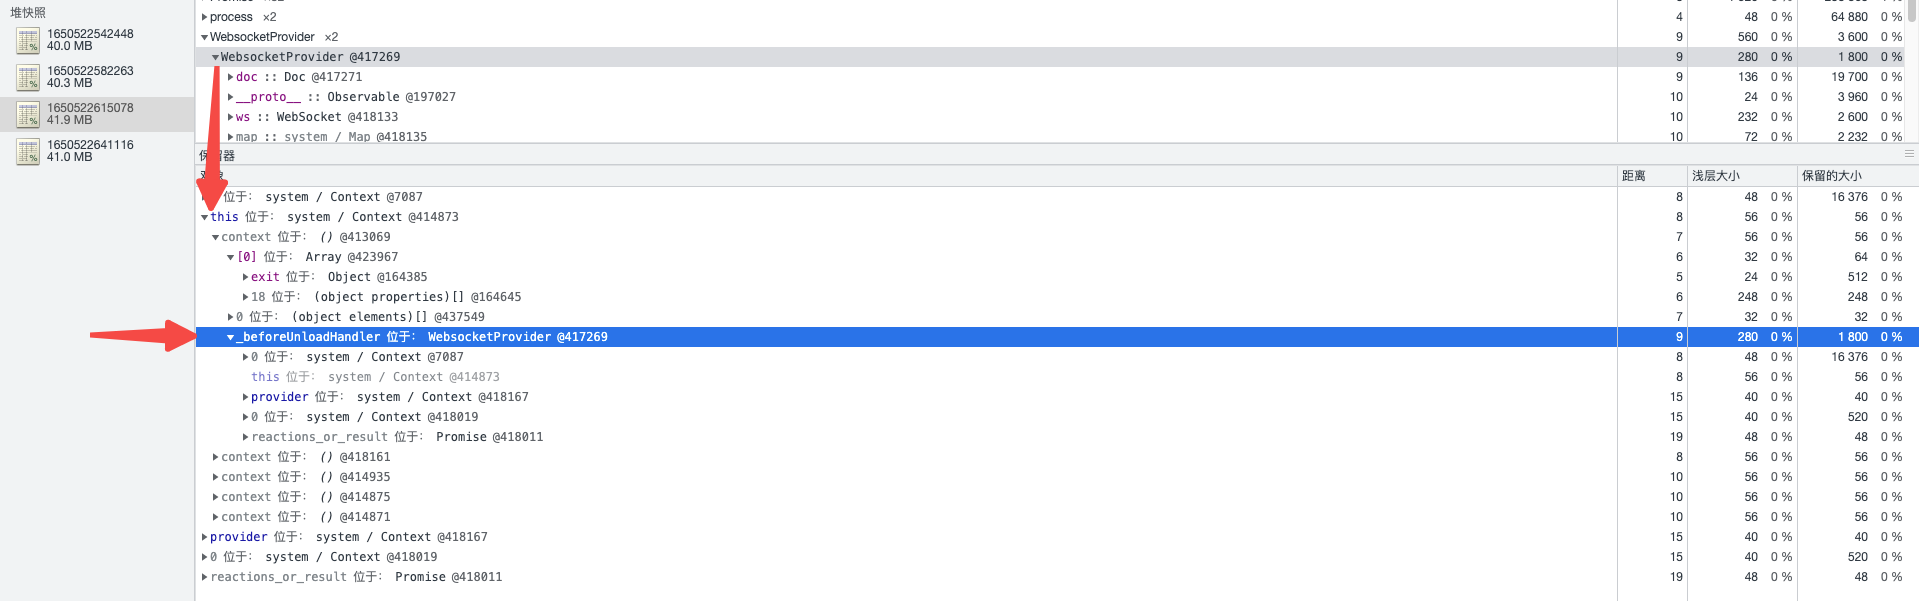 堆快照
1650522542448
40.0 MB
1650522582263
40.3 MB
1650522615078
41.9 MB
1650522641116
41.0 MB
process ×2 4 48 0 % 64 880 0 %
WebsocketProvider ×2 9 560 0 % 3 600 0 %
WebsocketProvider @417269 9 280 0 % 1 800 0 %
doc :: Doc @417271 9 136 0 % 19 700 0 %
__proto__ :: Observable @197027 10 24 0 % 3 960 0 %
ws :: WebSocket @418133 10 232 0 % 2 600 0 %
map :: system / Map @418135 10 72 0 % 2 232 0 %
保留器
对象 距离 浅层大小 保留的大小
位于: system / Context @7087 8 48 0 % 16 376 0 %
this 位于: system / Context @414873 8 56 0 % 56 0 %
context 位于: () @413069 7 56 0 % 56 0 %
[0] 位于: Array @423967 6 32 0 % 64 0 %
exit 位于: Object @164385 5 24 0 % 512 0 %
18 位于: (object properties)[] @164645 6 248 0 % 248 0 %
0 位于: (object elements)[] @437549 7 32 0 % 32 0 %
_beforeUnloadHandler 位于: WebsocketProvider @417269 9 280 0 % 1 800 0 %
0 位于: system / Context @7087 8 48 0 % 16 376 0 %
this 位于: system / Context @414873 8 56 0 % 56 0 %
provider 位于: system / Context @418167 15 40 0 % 40 0 %
0 位于: system / Context @418019 15 40 0 % 520 0 %
reactions_or_result 位于: Promise @418011 19 48 0 % 48 0 %
context 位于: () @418161 8 56 0 % 56 0 %
context 位于: () @414935 10 56 0 % 56 0 %
context 位于: () @414875 10 56 0 % 56 0 %
context 位于: () @414871 10 56 0 % 56 0 %
provider 位于: system / Context @418167 15 40 0 % 40 0 %
0 位于: system / Context @418019 15 40 0 % 520 0 %
reactions_or_result 位于: Promise @418011 19 48 0 % 48 0 %